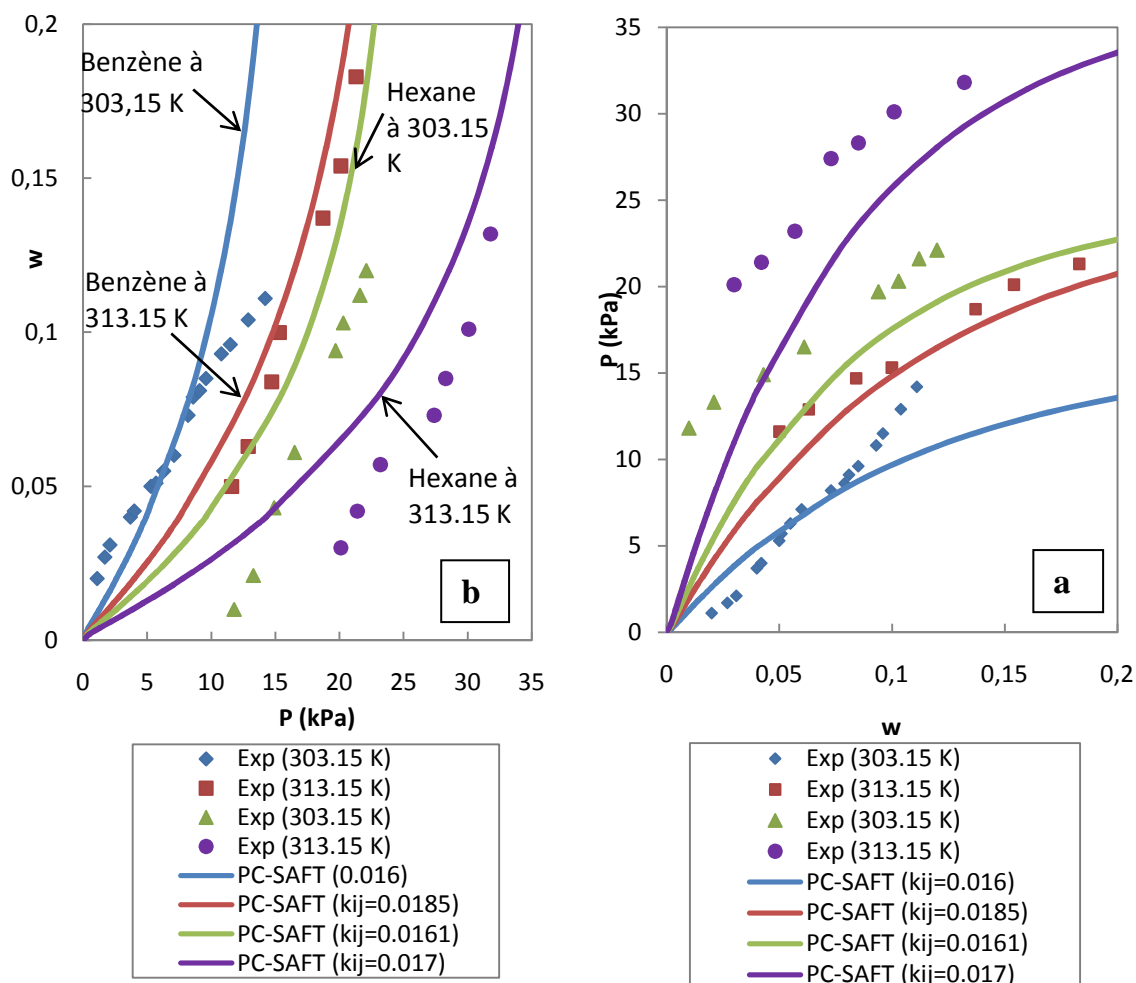 0,2
0,15
0,1
0,05
0
w
Benzène à
303,15 K
Hexane
à 303.15
K
Benzène à
313.15 K
Hexane à
313.15 K
b
0 5 10 15 20 25 30 35
P (kPa)
Exp (303.15 K)
Exp (313.15 K)
Exp (303.15 K)
Exp (313.15 K)
PC-SAFT (0.016)
PC-SAFT (kij=0.0185)
PC-SAFT (kij=0.0161)
PC-SAFT (kij=0.017)
35
30
25
20
15
10
5
0
P (kPa)
a
0 0,05 0,1 0,15 0,2
w
Exp (303.15 K)
Exp (313.15 K)
Exp (303.15 K)
Exp (313.15 K)
PC-SAFT (kij=0.016)
PC-SAFT (kij=0.0185)
PC-SAFT (kij=0.0161)
PC-SAFT (kij=0.017)